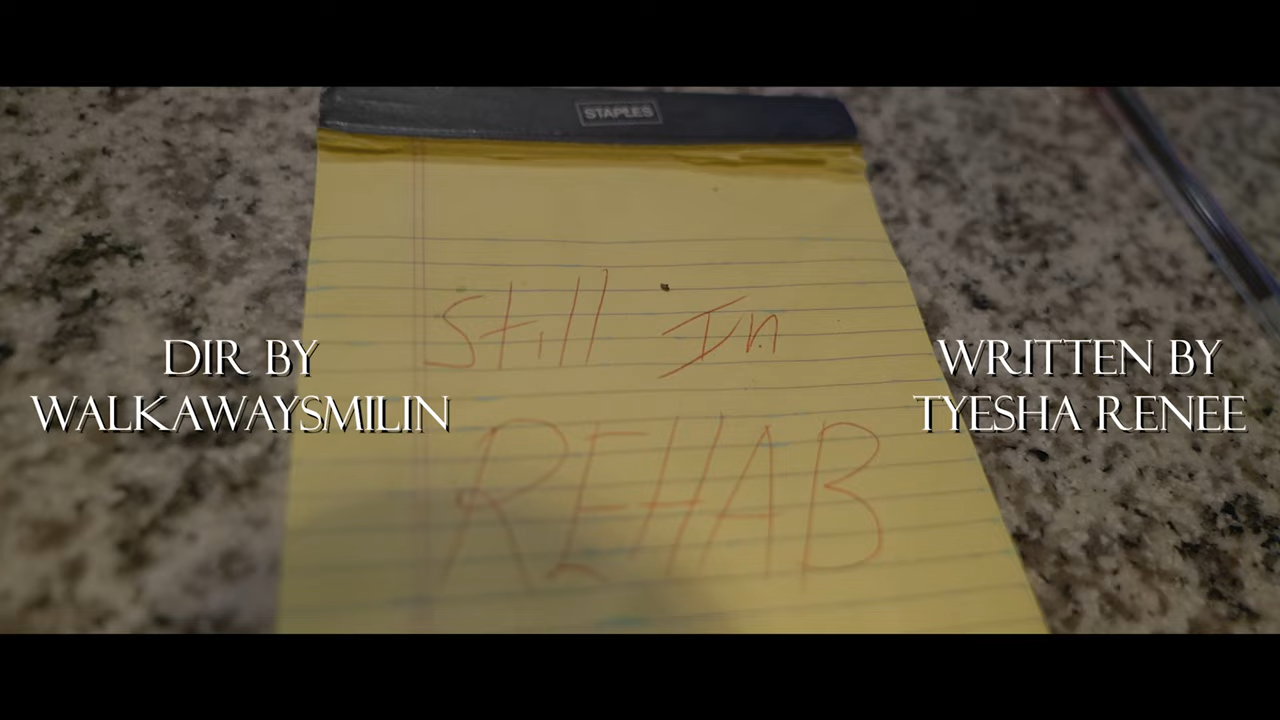 STAPLES
Still In
REHAB
DIR BY
WALKAWAYSMILIN
WRITTEN BY
TYESHA RENEE